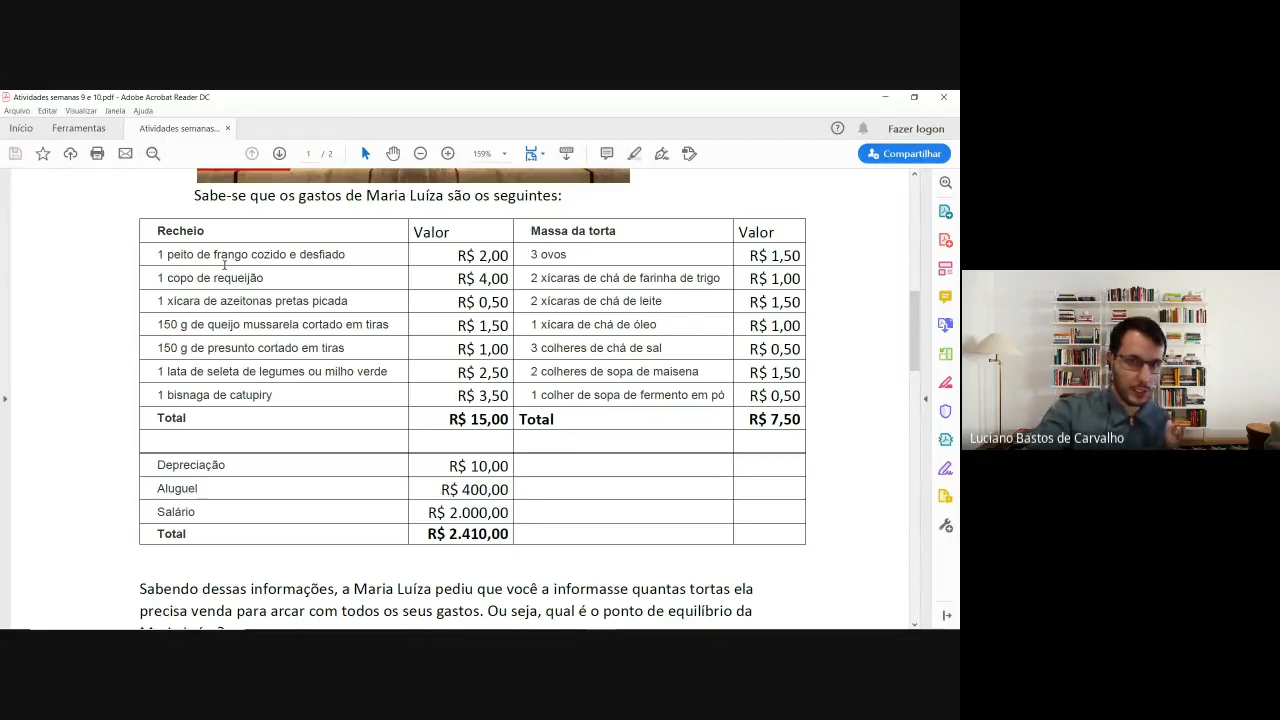 Atividades semanas 9 e 10.pdf - Adobe Acrobat Reader DC
Arquivo Editar Visualizar Janela Ajuda
Início Ferramentas Atividades semanas... × Fazer logon
1 / 2 159% Compartilhar
Sabe-se que os gastos de Maria Luíza são os seguintes:
Recheio Valor Massa da torta Valor
1 peito de frango cozido e desfiado R$ 2,00 3 ovos R$ 1,50
1 copo de requeijão R$ 4,00 2 xícaras de chá de farinha de trigo R$ 1,00
1 xícara de azeitonas pretas picada R$ 0,50 2 xícaras de chá de leite R$ 1,50
150 g de queijo mussarela cortado em tiras R$ 1,50 1 xícara de chá de óleo R$ 1,00
150 g de presunto cortado em tiras R$ 1,00 3 colheres de chá de sal R$ 0,50
1 lata de seleta de legumes ou milho verde R$ 2,50 2 colheres de sopa de maisena R$ 1,50
1 bisnaga de catupiry R$ 3,50 1 colher de sopa de fermento em pó R$ 0,50
Total R$ 15,00 Total R$ 7,50
Depreciação R$ 10,00
Aluguel R$ 400,00
Salário R$ 2.000,00
Total R$ 2.410,00
Sabendo dessas informações, a Maria Luíza pediu que você a informasse quantas tortas ela
precisa venda para arcar com todos os seus gastos. Ou seja, qual é o ponto de equilíbrio da
Luciano Bastos de Carvalho